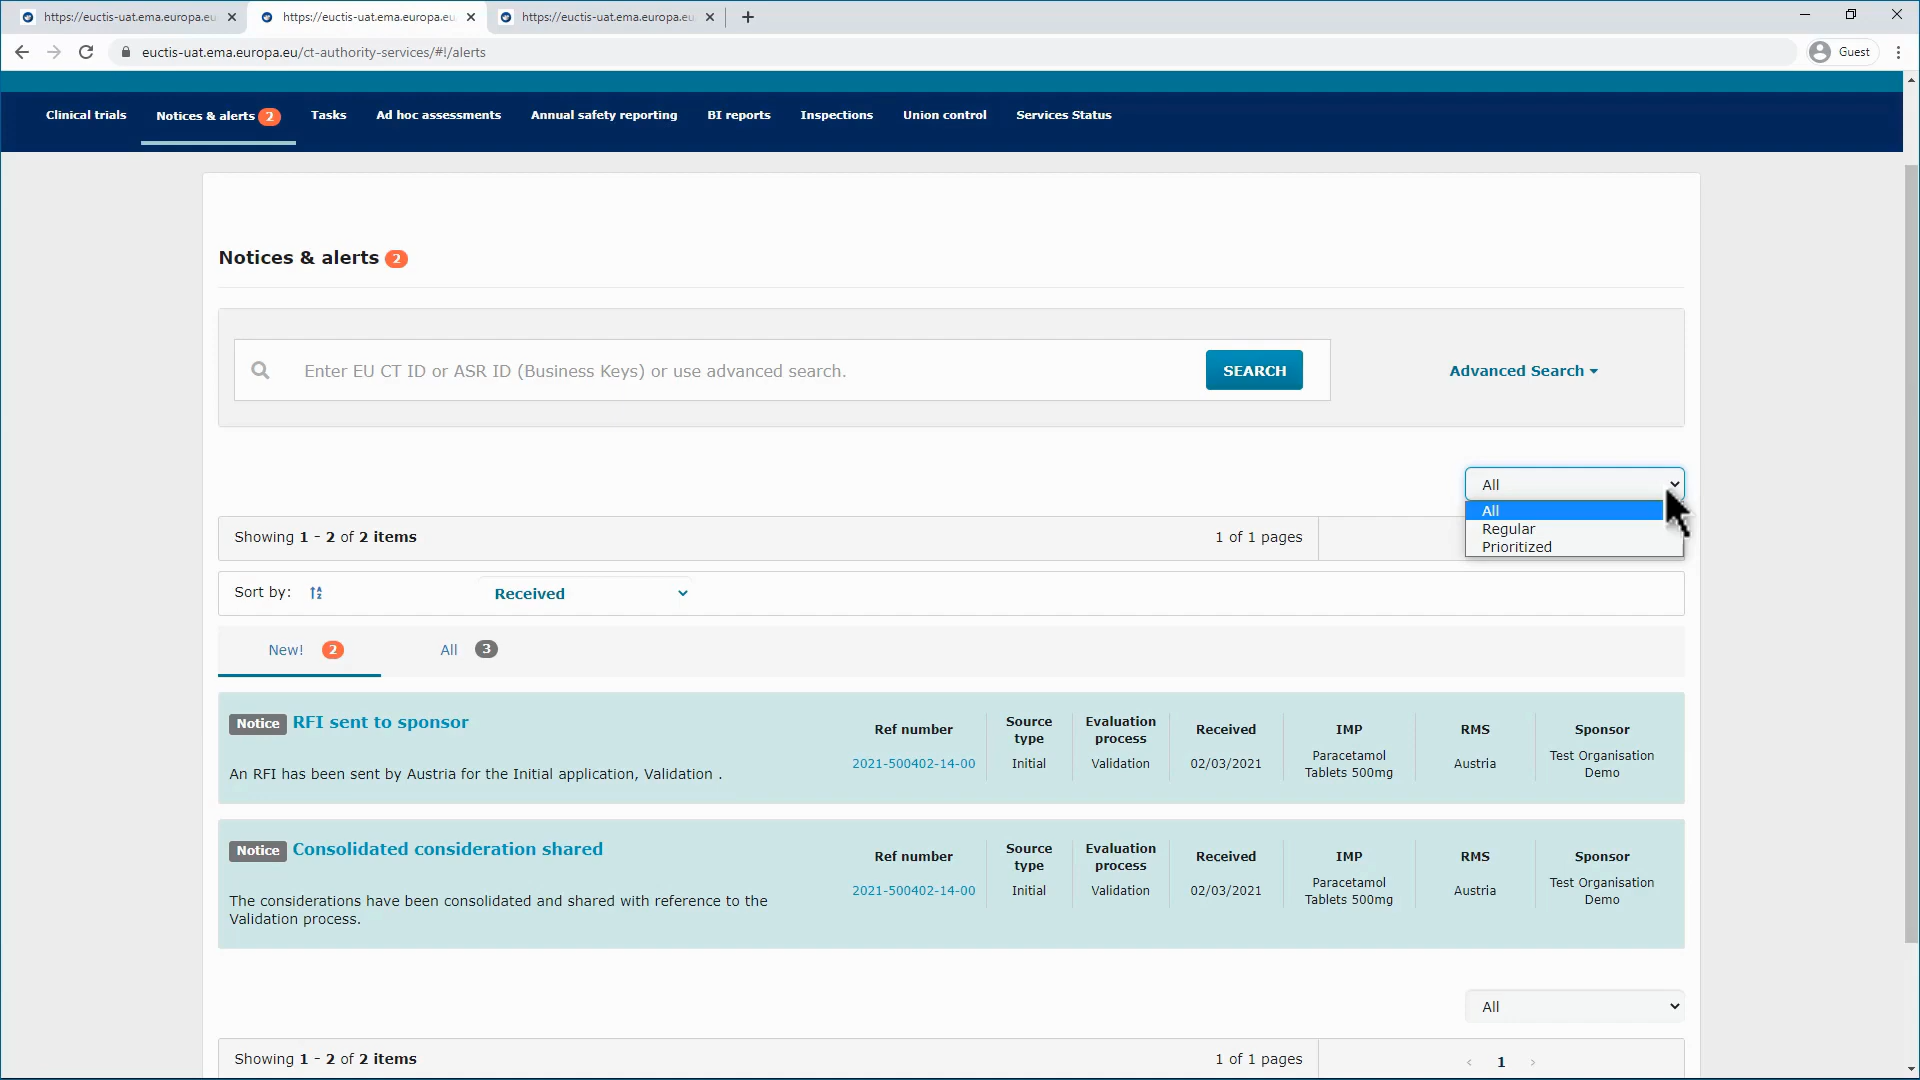 https://euctis-uat.ema.europa.eu
https://euctis-uat.ema.europa.eu
https://euctis-uat.ema.europa.eu
euctis-uat.ema.europa.eu/ct-authority-services/#!/alerts
Guest
Clinical trials
Notices & alerts 2
Tasks
Ad hoc assessments
Annual safety reporting
BI reports
Inspections
Union control
Services Status
Notices & alerts 2
Enter EU CT ID or ASR ID (Business Keys) or use advanced search.
SEARCH
Advanced Search
All
All
Regular
Prioritized
Showing 1 - 2 of 2 items
1 of 1 pages
Sort by:
Received
New! 2
All 3
Notice RFI sent to sponsor
An RFI has been sent by Austria for the Initial application, Validation .
Ref number
2021-500402-14-00
Source
type
Initial
Evaluation
process
Validation
Received
02/03/2021
IMP
Paracetamol
Tablets 500mg
RMS
Austria
Sponsor
Test Organisation
Demo
Notice Consolidated consideration shared
The considerations have been consolidated and shared with reference to the
Validation process.
Ref number
2021-500402-14-00
Source
type
Initial
Evaluation
process
Validation
Received
02/03/2021
IMP
Paracetamol
Tablets 500mg
RMS
Austria
Sponsor
Test Organisation
Demo
All
Showing 1 - 2 of 2 items
1 of 1 pages
‹ 1 ›